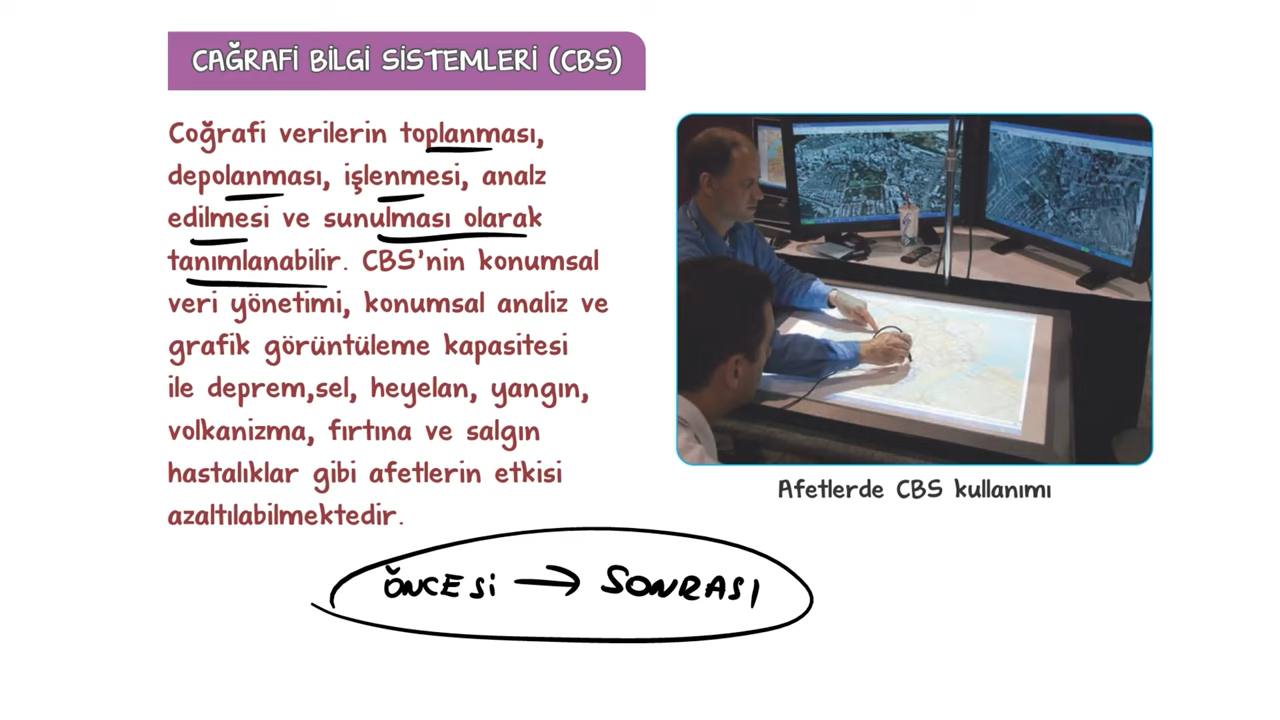 CAĞRAFİ BİLGİ SİSTEMLERİ (CBS)
Coğrafi verilerin toplanması,
depolanması, işlenmesi, analz
edilmesi ve sunulması olarak
tanımlanabilir. CBS'nin konumsal
veri yönetimi, konumsal analiz ve
grafik görüntüleme kapasitesi
ile deprem,sel, heyelan, yangın,
volkanizma, fırtına ve salgın
hastalıklar gibi afetlerin etkisi
azaltılabilmektedir.
Afetlerde CBS kullanımı
ÖNCESİ → SONRASI